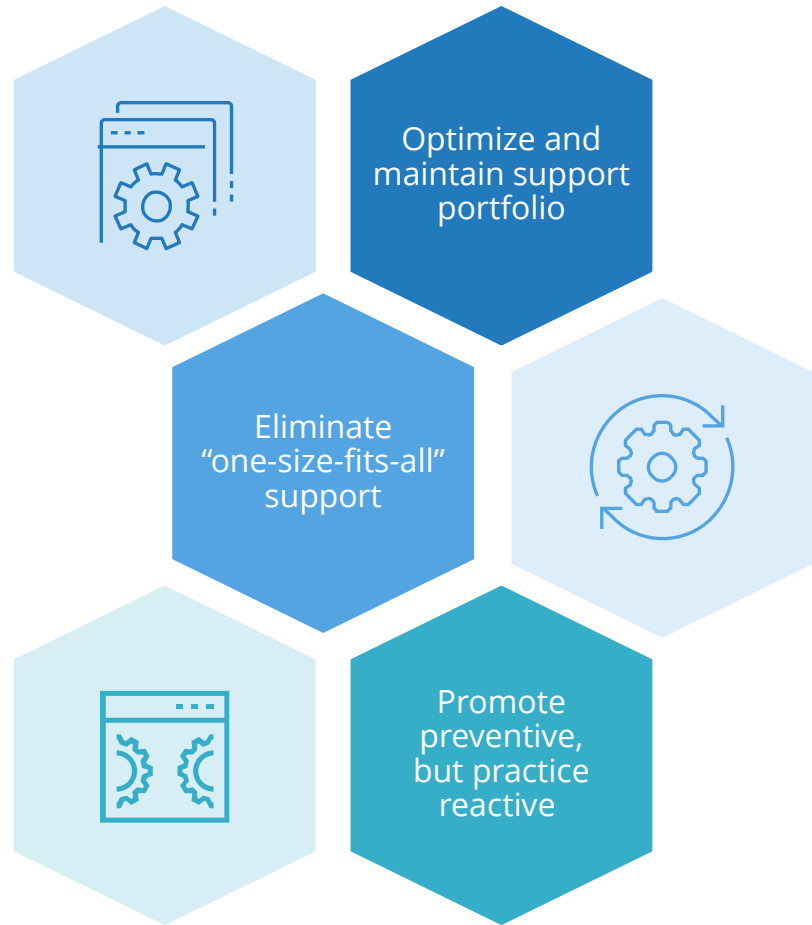 Optimize and
maintain support
portfolio
Eliminate
“one-size-fits-all”
support
Promote
preventive,
but practice
reactive